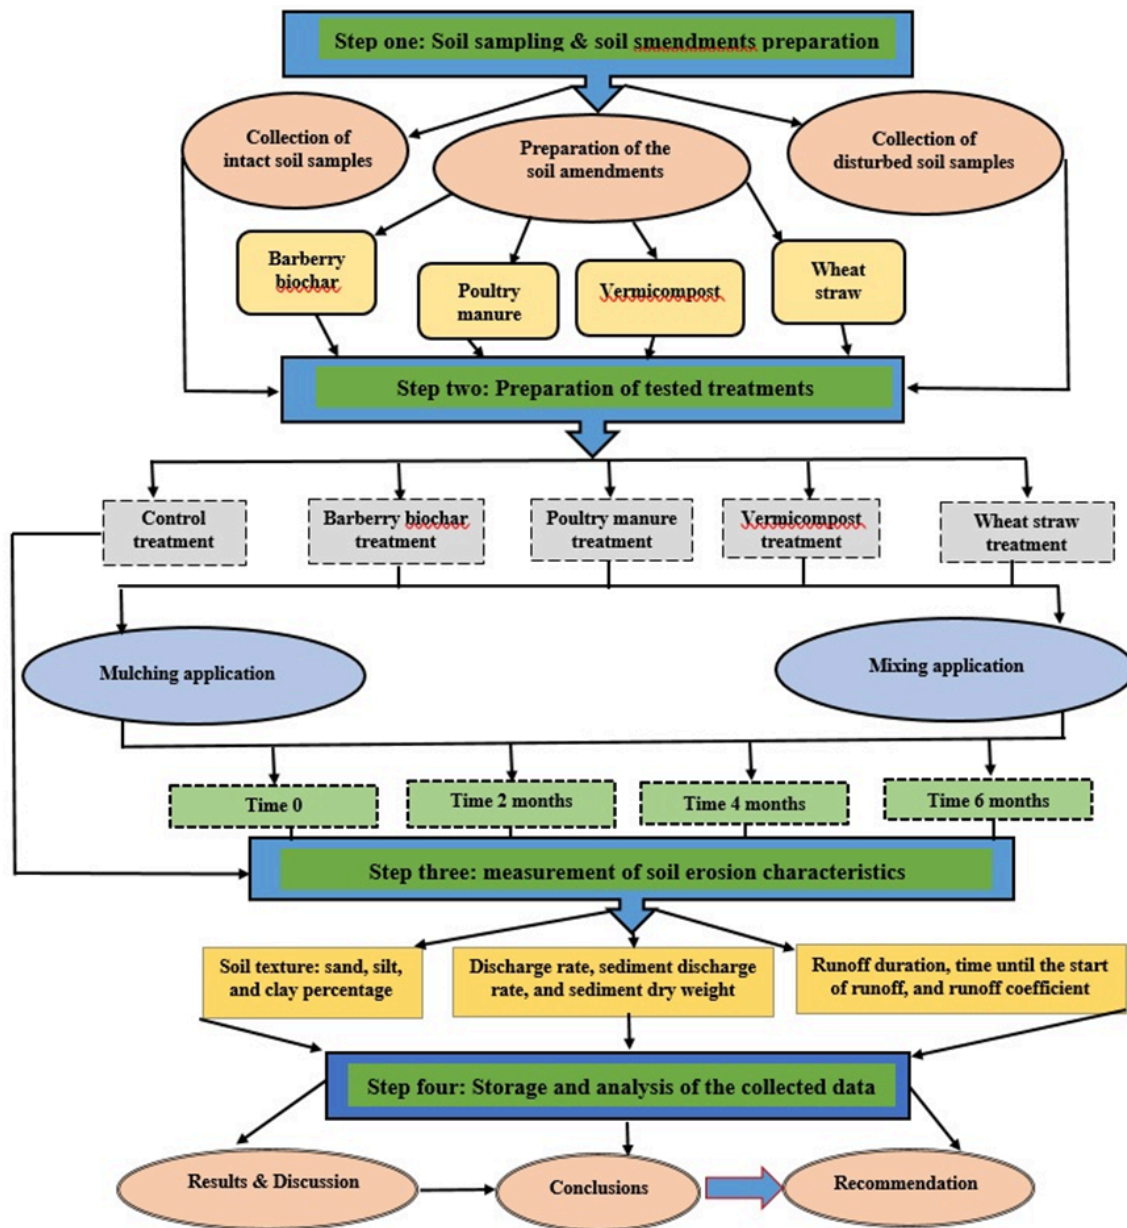 Step one: Soil sampling & soil smendments preparation
Collection of
intact soil samples
Preparation of the
soil amendments
Collection of
disturbed soil samples
Barberry
biochar
Poultry
manure
Vermicompost
Wheat
straw
Step two: Preparation of tested treatments
Control
treatment
Barberry biochar
treatment
Poultry manure
treatment
Vermicompost
treatment
Wheat straw
treatment
Mulching application
Mixing application
Time 0
Time 2 months
Time 4 months
Time 6 months
Step three: measurement of soil erosion characteristics
Soil texture: sand, silt,
and clay percentage
Discharge rate, sediment discharge
rate, and sediment dry weight
Runoff duration, time until the start
of runoff, and runoff coefficient
Step four: Storage and analysis of the collected data
Results & Discussion
Conclusions
Recommendation